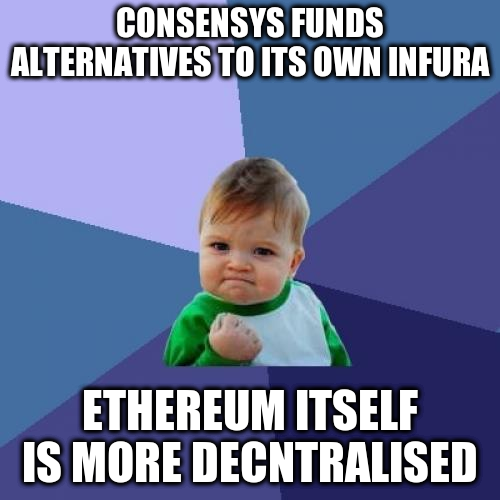 CONSENSYS FUNDS
ALTERNATIVES TO ITS OWN INFURA
ETHEREUM ITSELF
IS MORE DECNTRALISED